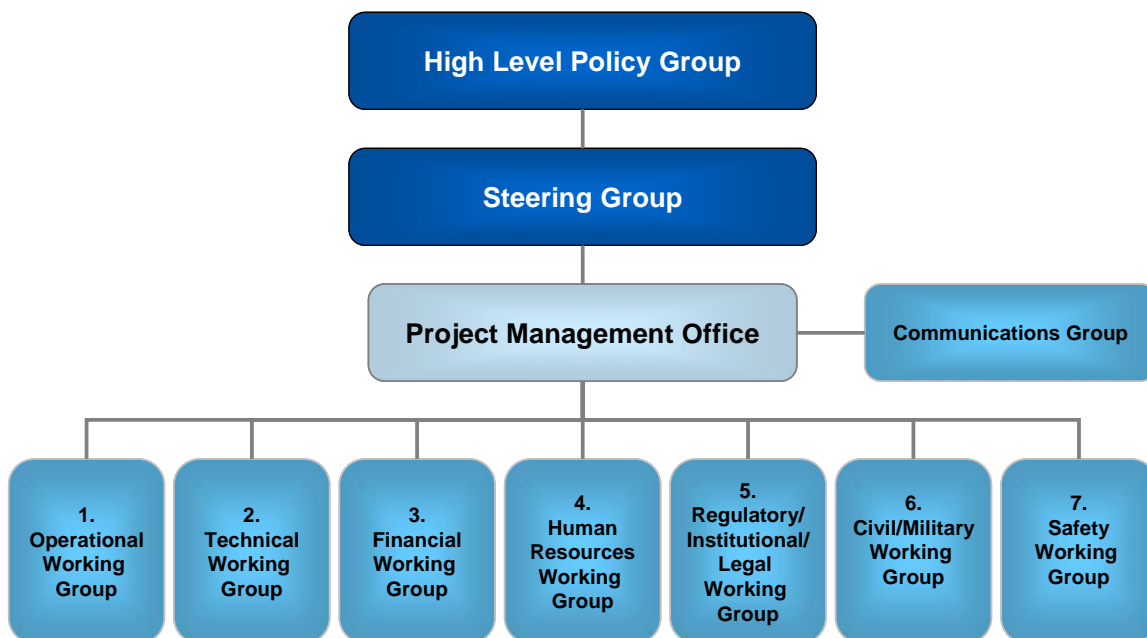 High Level Policy Group
Steering Group
Project Management Office
Communications Group
1.
Operational
Working
Group
2.
Technical
Working
Group
3.
Financial
Working
Group
4.
Human
Resources
Working
Group
5.
Regulatory/
Institutional/
Legal
Working
Group
6.
Civil/Military
Working
Group
7.
Safety
Working
Group